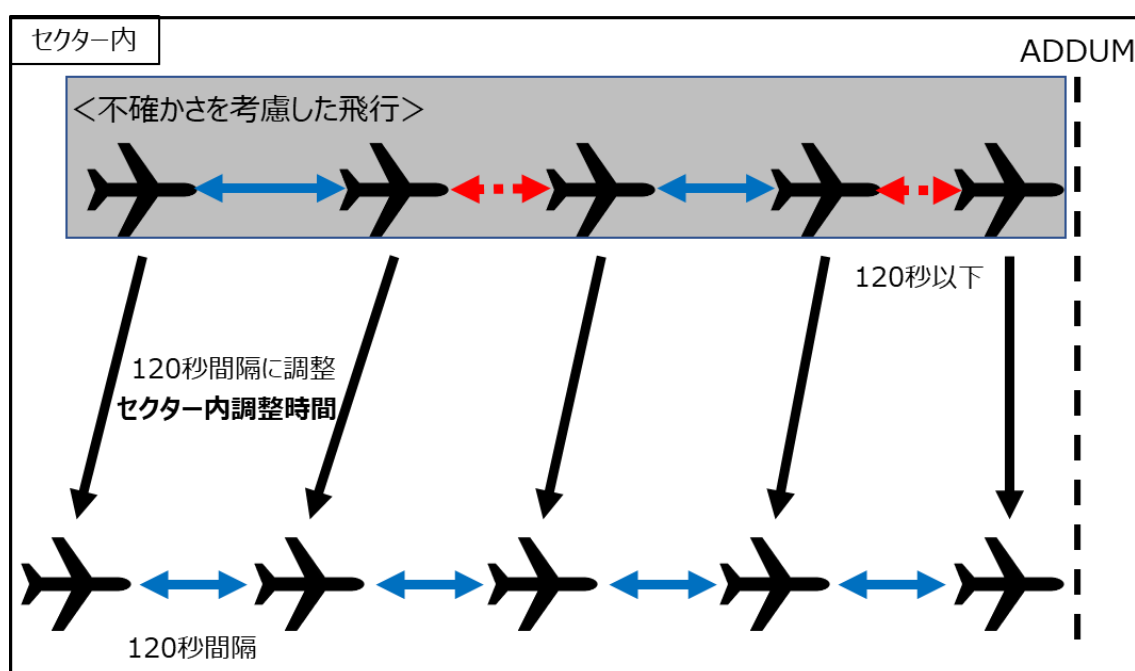 セクター内
ADDUM
＜不確かさを考慮した飛行＞
120秒以下
120秒間隔に調整
セクター内調整時間
120秒間隔